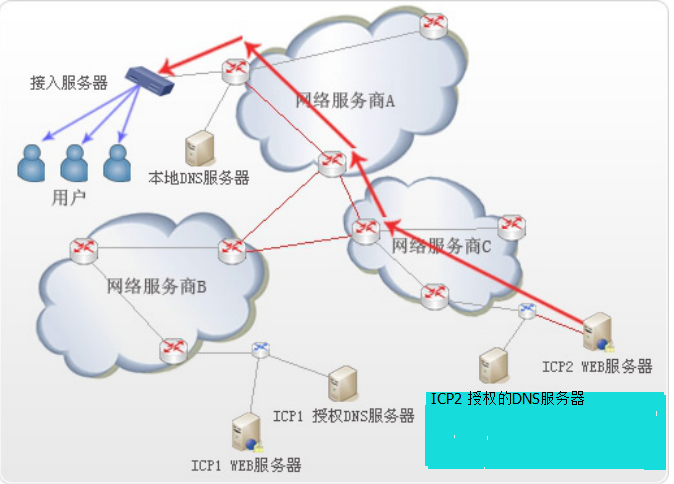 接入服务器
网络服务商A
本地DNS服务器
用户
网络服务商C
网络服务商B
ICP2 WEB服务器
ICP2 授权的DNS服务器
ICP1 授权DNS服务器
ICP1 WEB服务器